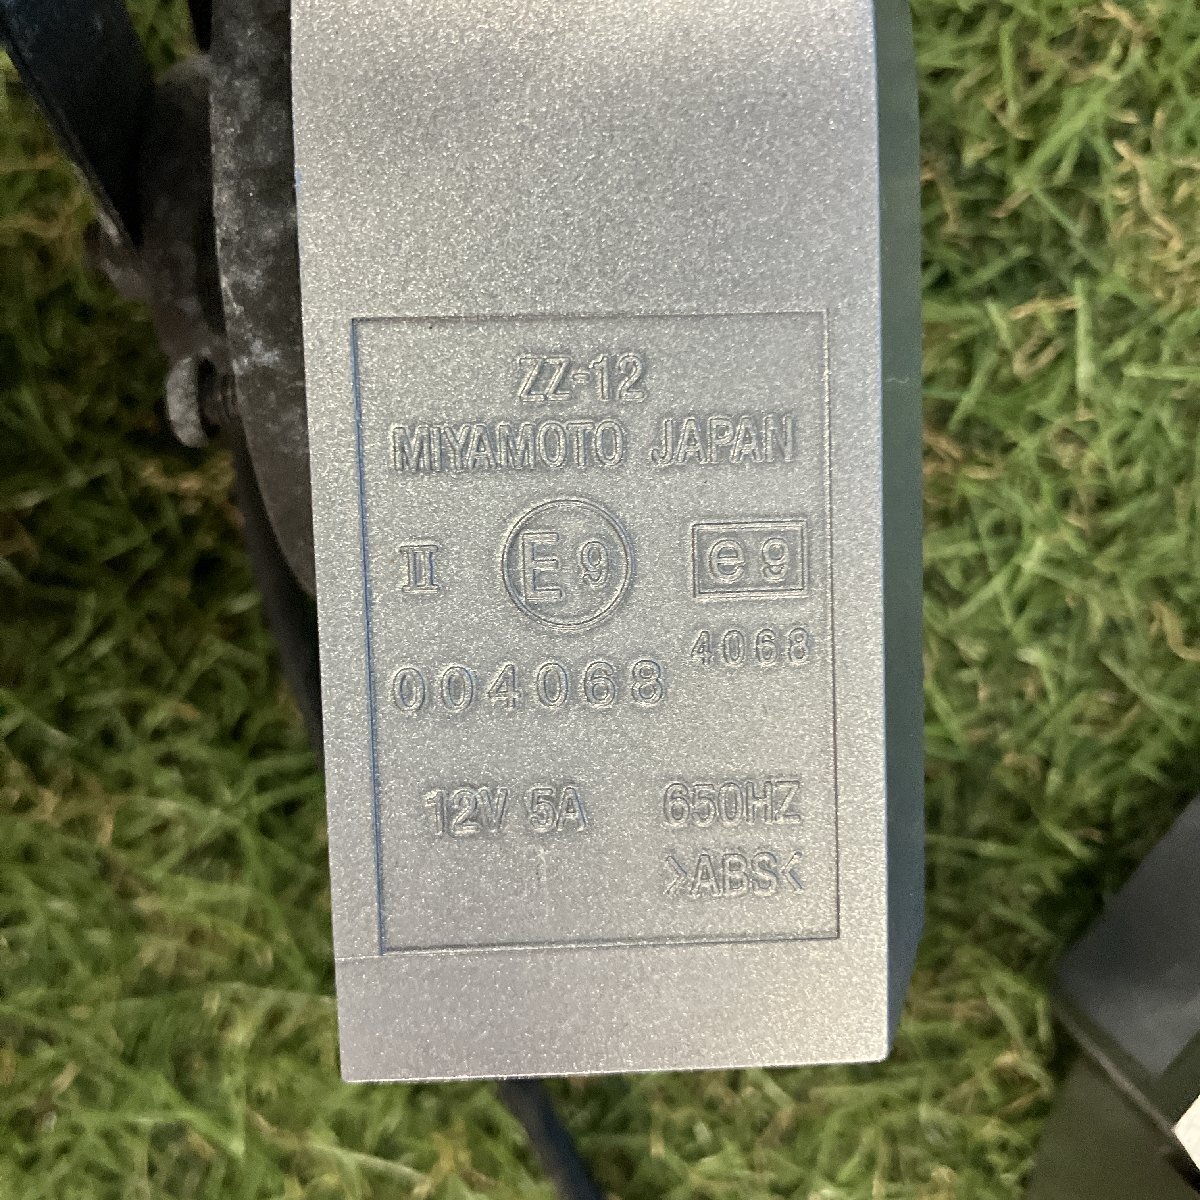 ZZ-12
MIYAMOTO JAPAN
II E9 e9
4068
004068
12V 5A 650HZ
>ABS<